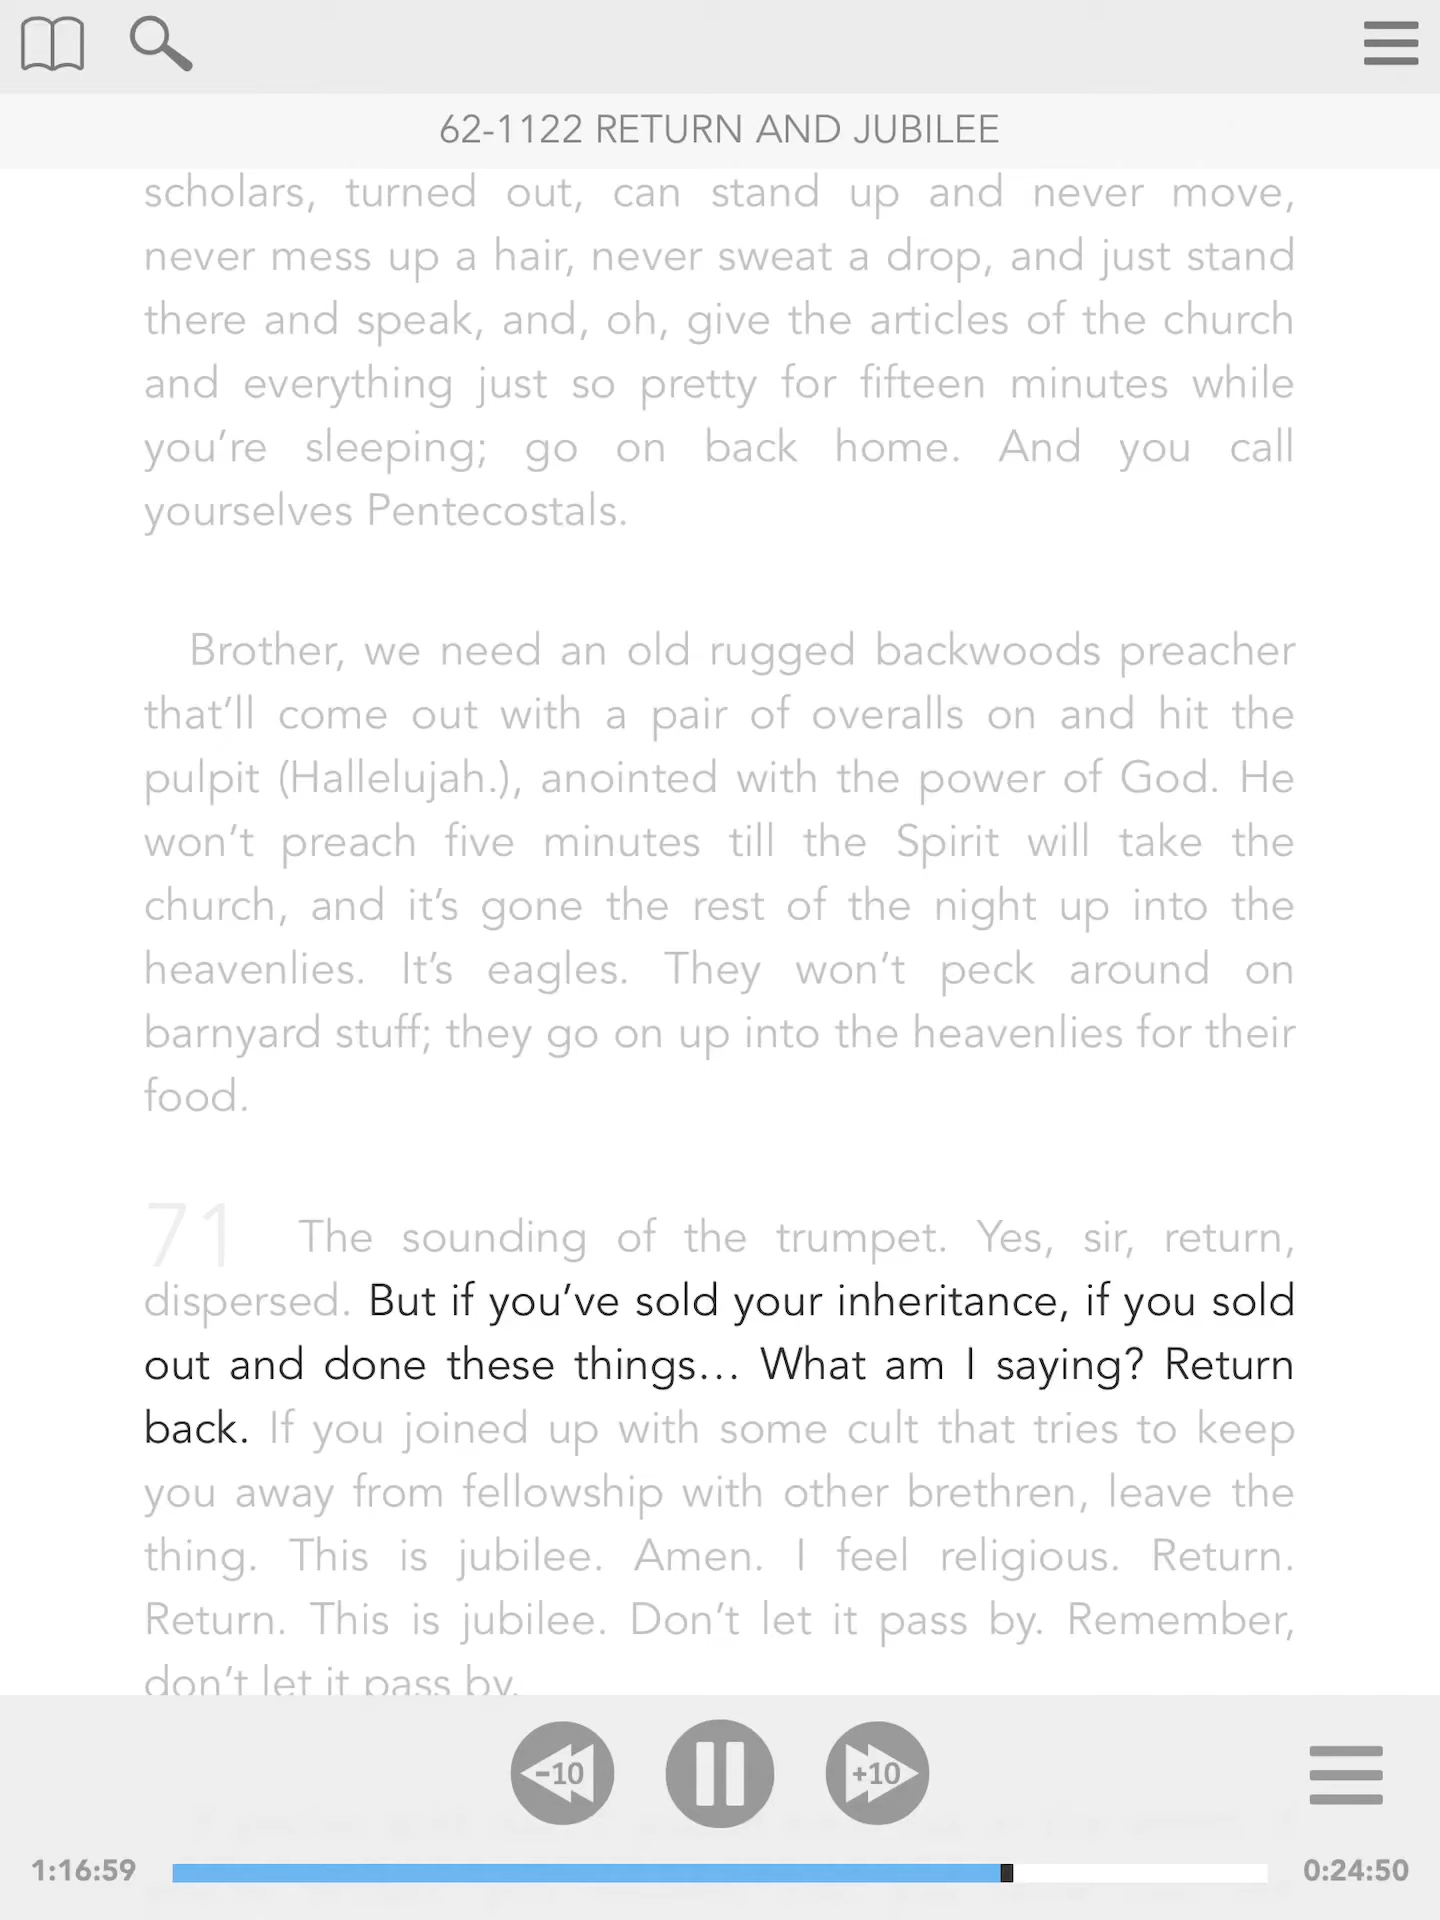 62-1122 RETURN AND JUBILEE
scholars, turned out, can stand up and never move,
never mess up a hair, never sweat a drop, and just stand
there and speak, and, oh, give the articles of the church
and everything just so pretty for fifteen minutes while
you’re sleeping; go on back home. And you call
yourselves Pentecostals.
Brother, we need an old rugged backwoods preacher
that’ll come out with a pair of overalls on and hit the
pulpit (Hallelujah.), anointed with the power of God. He
won’t preach five minutes till the Spirit will take the
church, and it’s gone the rest of the night up into the
heavenlies. It’s eagles. They won’t peck around on
barnyard stuff; they go on up into the heavenlies for their
food.
71 The sounding of the trumpet. Yes, sir, return,
dispersed. But if you’ve sold your inheritance, if you sold
out and done these things… What am I saying? Return
back. If you joined up with some cult that tries to keep
you away from fellowship with other brethren, leave the
thing. This is jubilee. Amen. I feel religious. Return.
Return. This is jubilee. Don’t let it pass by. Remember,
don’t let it pass by.
-10 +10
1:16:59 0:24:50